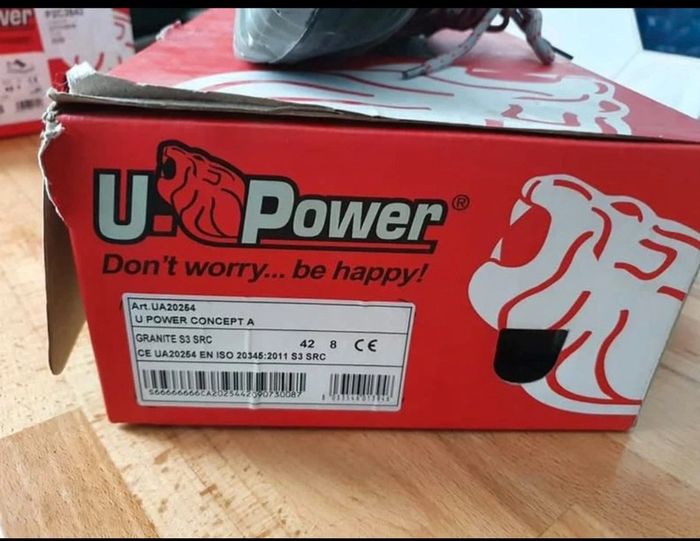 wer
U-Power®
Don't worry... be happy!
Art. UA20254
U POWER CONCEPT A
GRANITE S3 SRC 42 8 CE
CE UA20254 EN ISO 20345:2011 S3 SRC